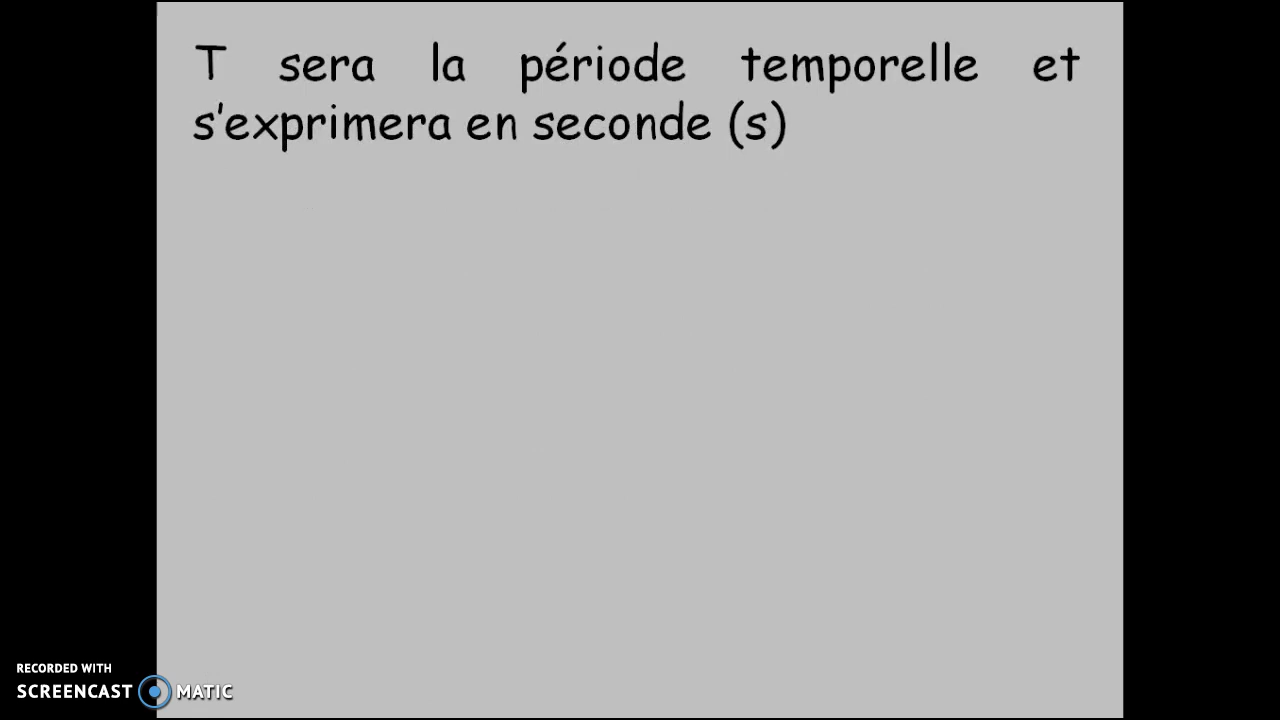 T sera la période temporelle et
s'exprimera en seconde (s)
RECORDED WITH
SCREENCAST MATIC